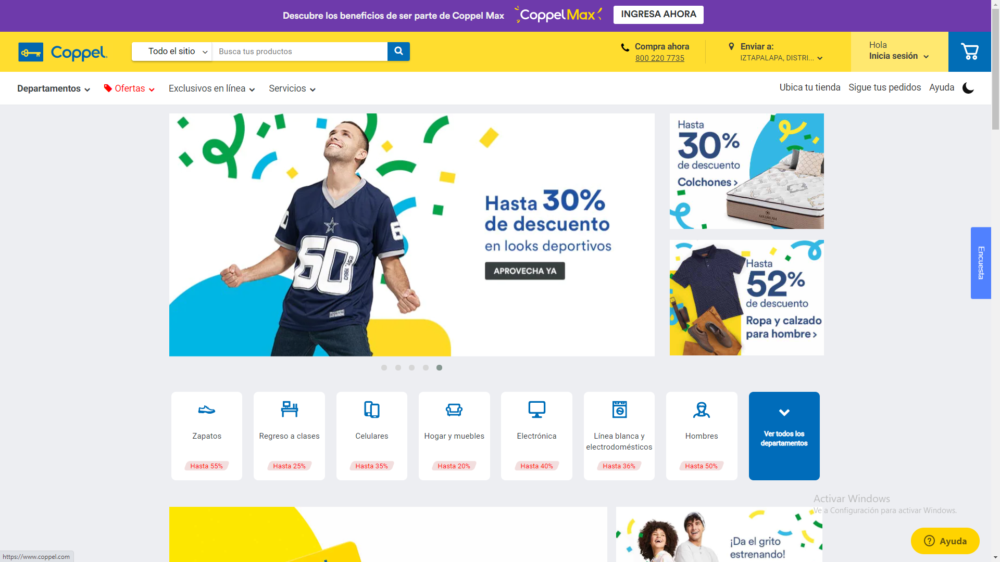 Descubre los beneficios de ser parte de Coppel Max
CoppelMax
INGRESA AHORA
Coppel
Todo el sitio
Busca tus productos
Compra ahora
800 220 7735
Enviar a:
IZTAPALAPA, DISTRI...
Hola
Inicia sesión
Departamentos
Ofertas
Exclusivos en línea
Servicios
Ubica tu tienda
Sigue tus pedidos
Ayuda
Hasta 30%
de descuento
en looks deportivos
APROVECHA YA
60
EST. 1960
Hasta
30%
de descuento
Colchones >
GOLDREAM
Hasta
52%
de descuento
Ropa y calzado
para hombre >
Encuesta
Zapatos
Hasta 55%
Regreso a clases
Hasta 25%
Celulares
Hasta 35%
Hogar y muebles
Hasta 20%
Electrónica
Hasta 40%
Línea blanca y
electrodomésticos
Hasta 36%
Hombres
Hasta 50%
Ver todos los
departamentos
¡Da el grito
estrenando!
Activar Windows
Ve a Configuración para activar Windows.
Ayuda
https://www.coppel.com